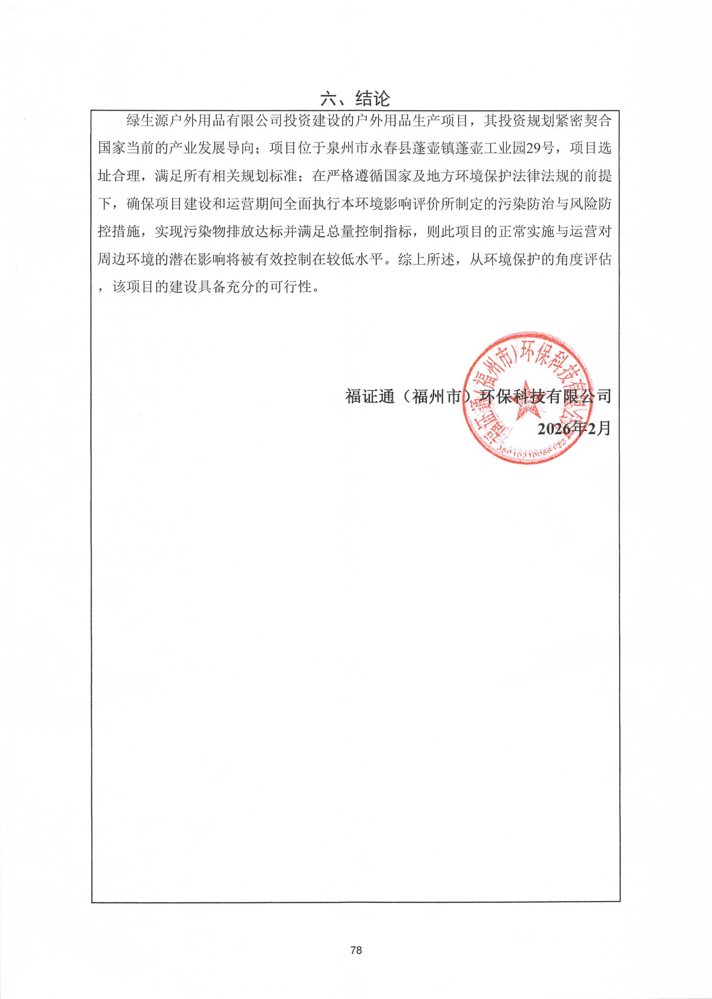 六、结论
绿生源户外用品有限公司投资建设的户外用品生产项目，其投资规划紧密契合
国家当前的产业发展导向；项目位于泉州市永春县蓬壶镇蓬壶工业园29号，项目选
址合理，满足所有相关规划标准；在严格遵循国家及地方环境保护法律法规的前提
下，确保项目建设和运营期间全面执行本环境影响评价所制定的污染防治与风险防
控措施，实现污染物排放达标并满足总量控制指标，则此项目的正常实施与运营对
周边环境的潜在影响将被有效控制在较低水平。综上所述，从环境保护的角度评估
，该项目的建设具备充分的可行性。
福证通（福州市）环保科技有限公司
福证通（福州市）环保科技有限公司
2026年2月
78